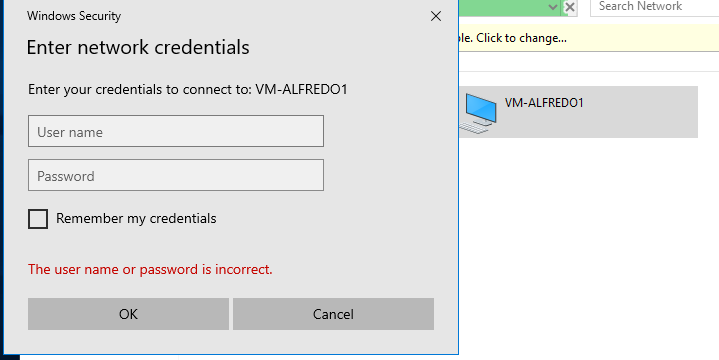 Windows Security
Enter network credentials
Enter your credentials to connect to: VM-ALFREDO1
User name
Password
Remember my credentials
The user name or password is incorrect.
OK
Cancel
Search Network
Click to change...
VM-ALFREDO1